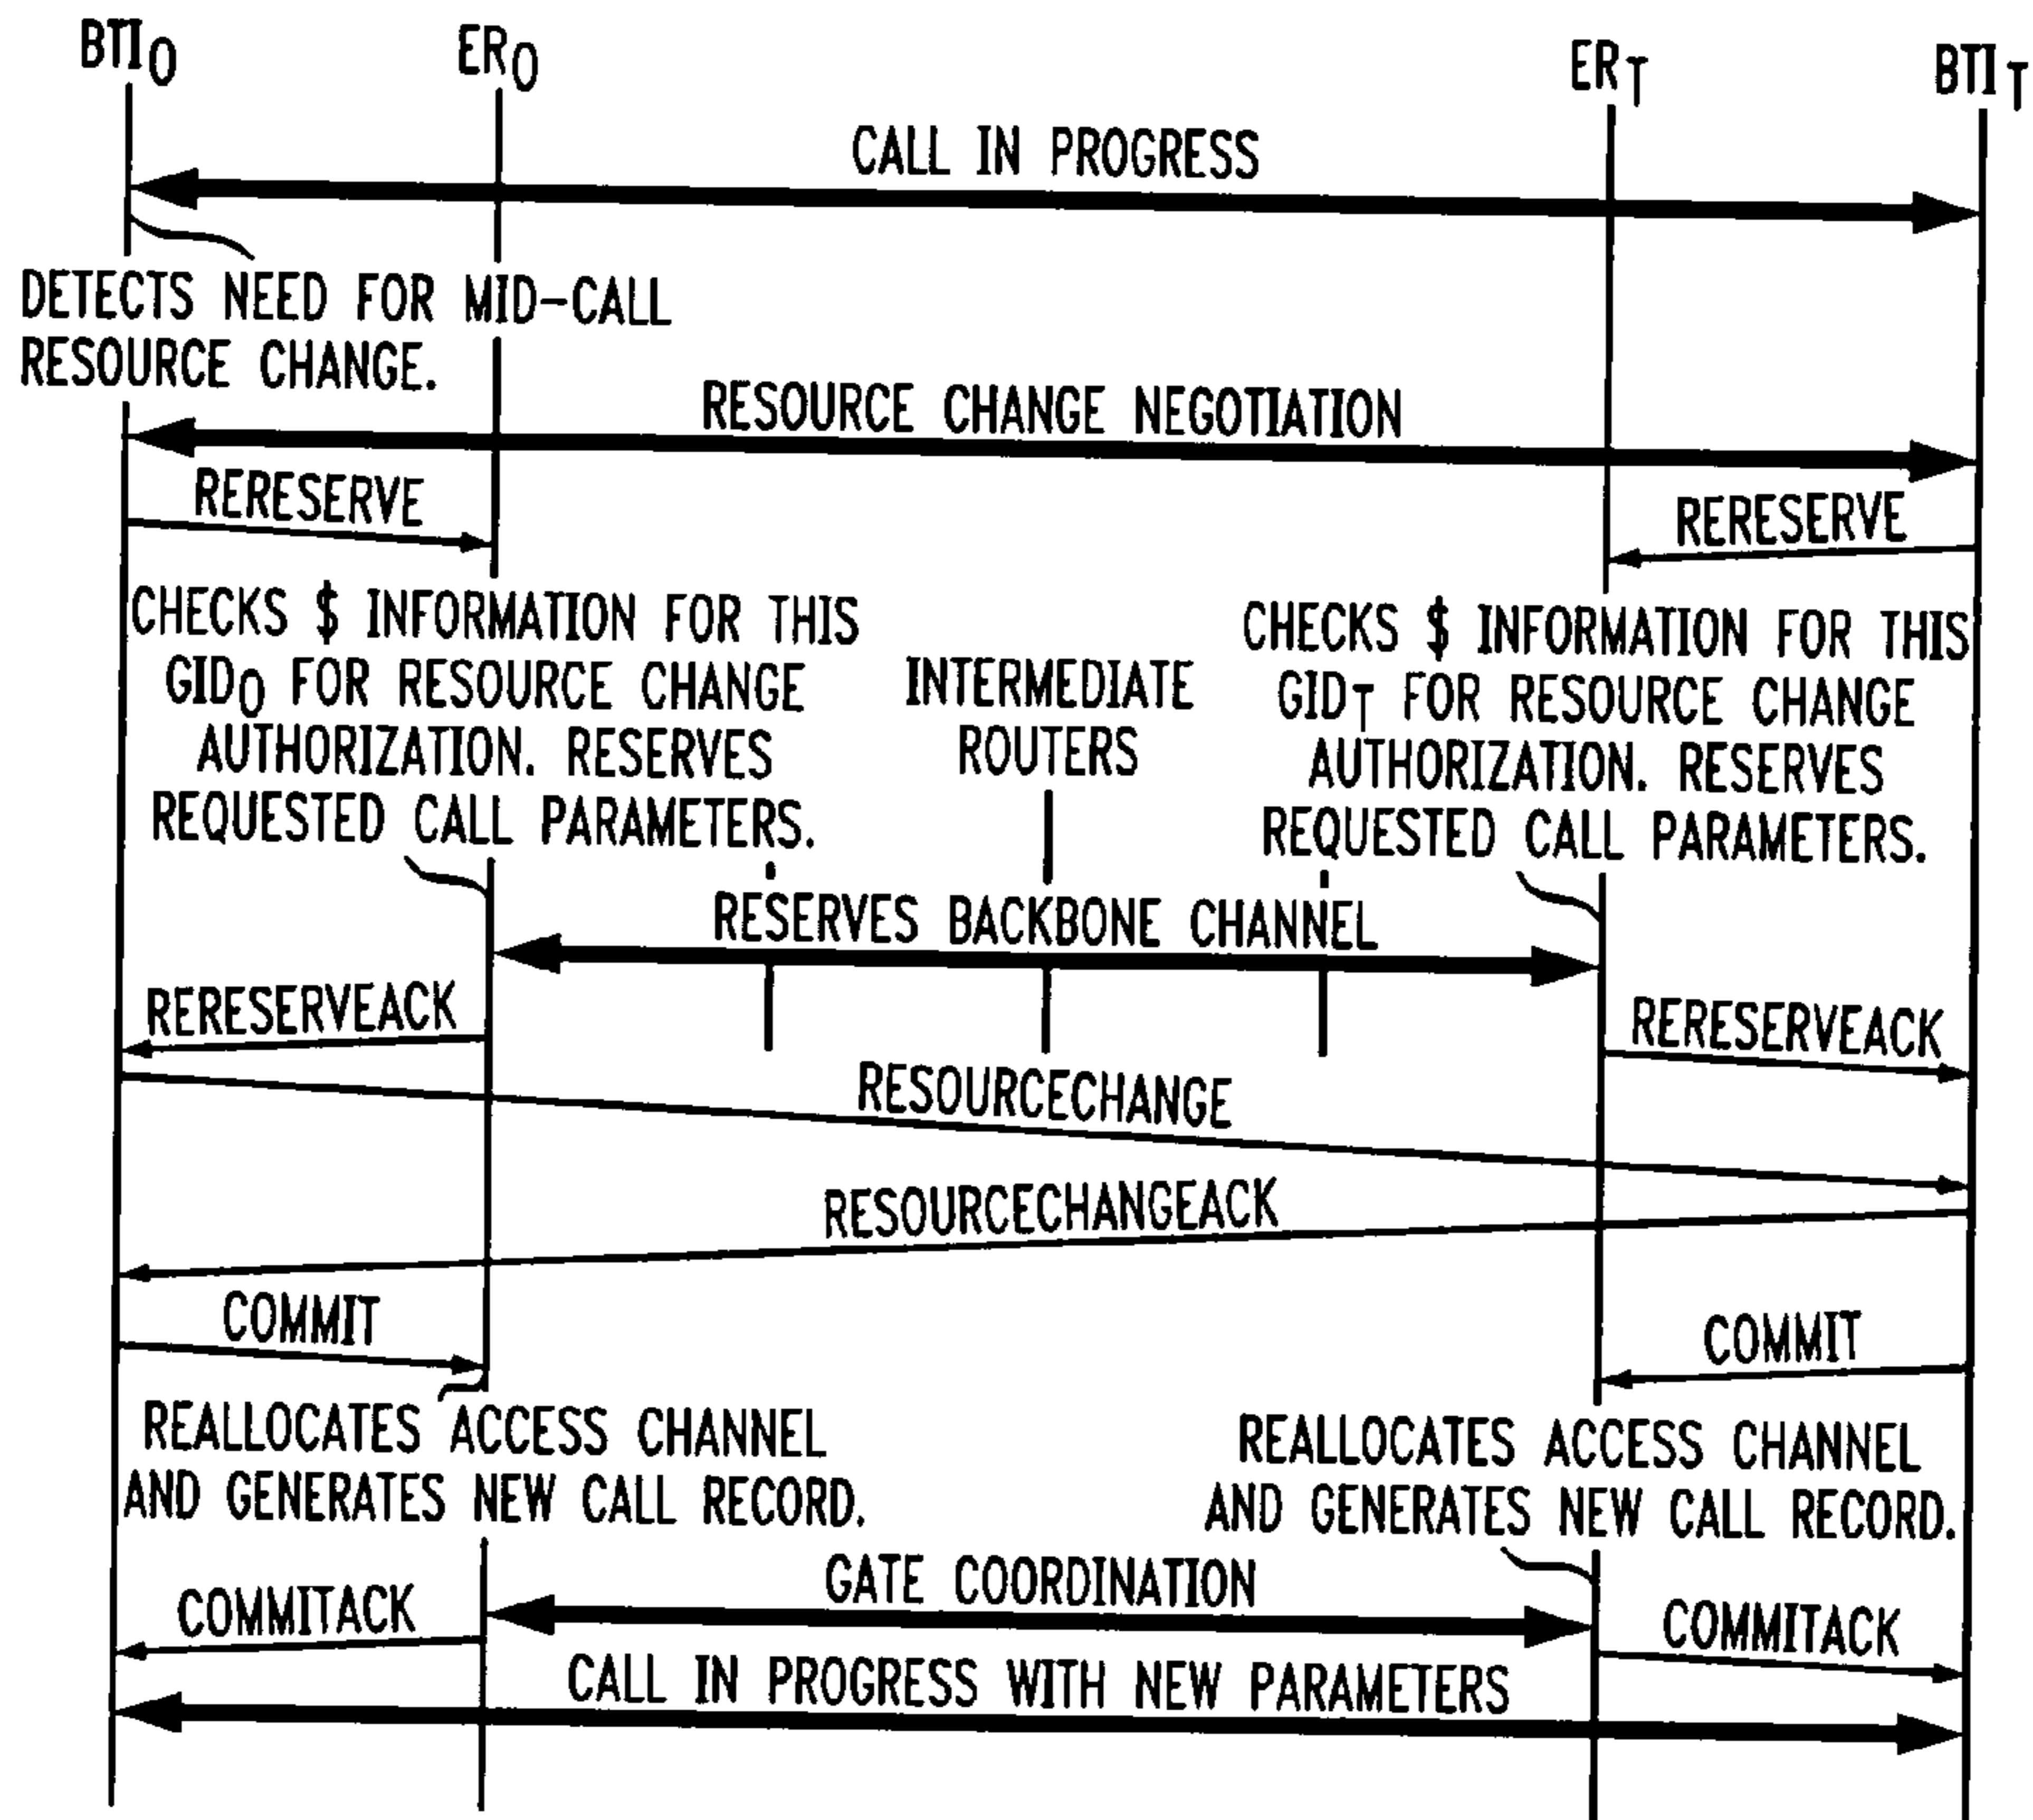 BTIO
ERO
ERT
BTIT
CALL IN PROGRESS
DETECTS NEED FOR MID-CALL
RESOURCE CHANGE.
RESOURCE CHANGE NEGOTIATION
RERESERVE
RERESERVE
CHECKS $ INFORMATION FOR THIS
GIDO FOR RESOURCE CHANGE
AUTHORIZATION. RESERVES
REQUESTED CALL PARAMETERS.
INTERMEDIATE
ROUTERS
CHECKS $ INFORMATION FOR THIS
GIDT FOR RESOURCE CHANGE
AUTHORIZATION. RESERVES
REQUESTED CALL PARAMETERS.
RESERVES BACKBONE CHANNEL
RERESERVEACK
RERESERVEACK
RESOURCECHANGE
RESOURCECHANGEACK
COMMIT
COMMIT
REALLOCATES ACCESS CHANNEL
AND GENERATES NEW CALL RECORD.
REALLOCATES ACCESS CHANNEL
AND GENERATES NEW CALL RECORD.
GATE COORDINATION
COMMITACK
COMMITACK
CALL IN PROGRESS WITH NEW PARAMETERS